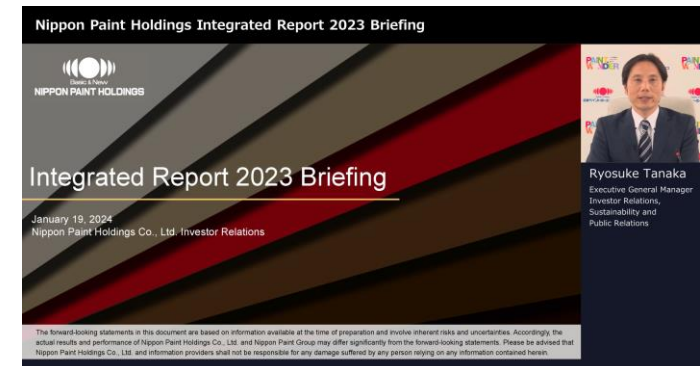 Nippon Paint Holdings Integrated Report 2023 Briefing
Basic & New
NIPPON PAINT HOLDINGS
Integrated Report 2023 Briefing
January 19, 2024
Nippon Paint Holdings Co., Ltd. Investor Relations
The forward-looking statements in this document are based on information available at the time of preparation and involve inherent risks and uncertainties. Accordingly, the
actual results and performance of Nippon Paint Holdings Co., Ltd. and Nippon Paint Group may differ significantly from the forward-looking statements. Please be advised that
Nippon Paint Holdings Co., Ltd. and information providers shall not be responsible for any damage suffered by any person relying on any information contained herein.
Ryosuke Tanaka
Executive General Manager
Investor Relations,
Sustainability and
Public Relations